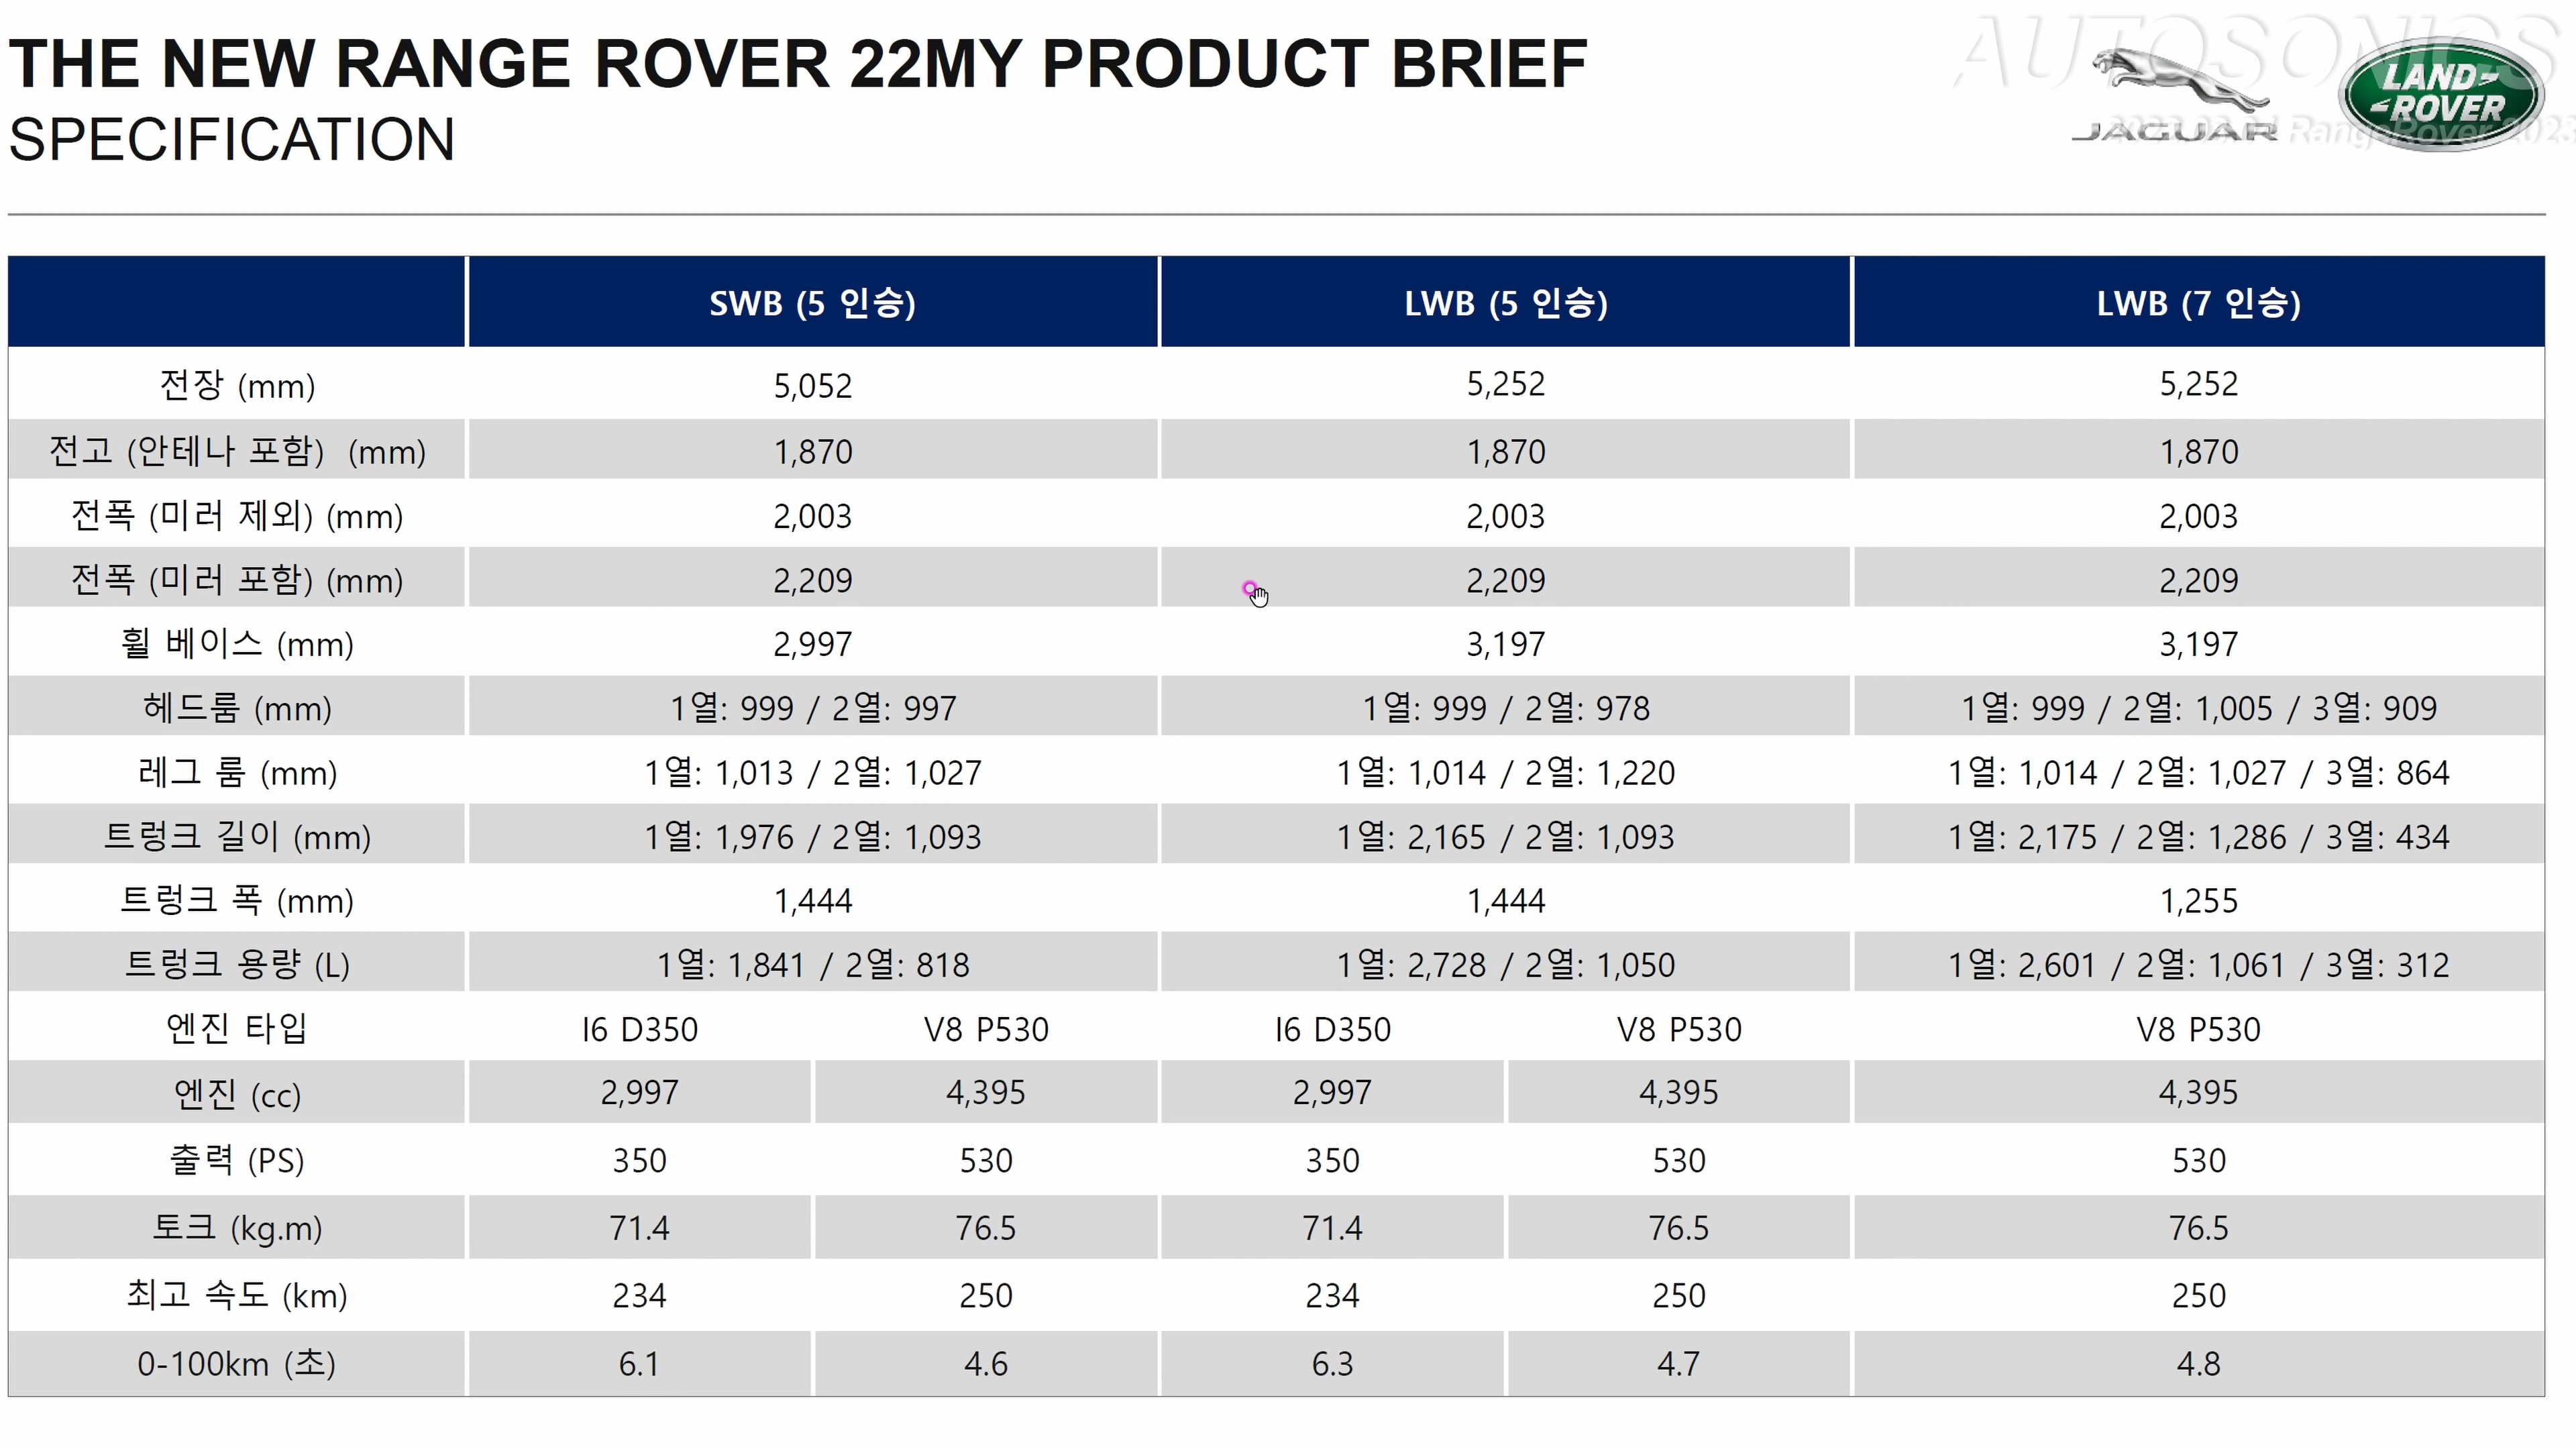 THE NEW RANGE ROVER 22MY PRODUCT BRIEF
SPECIFICATION
AUTOSONICS
JAGUAR
LAND-
-ROVER
RangeRover 2023
SWB (5 인승) LWB (5 인승) LWB (7 인승)
전장 (mm) 5,052 5,252 5,252
전고 (안테나 포함) (mm) 1,870 1,870 1,870
전폭 (미러 제외) (mm) 2,003 2,003 2,003
전폭 (미러 포함) (mm) 2,209 2,209 2,209
휠 베이스 (mm) 2,997 3,197 3,197
헤드룸 (mm) 1열: 999 / 2열: 997 1열: 999 / 2열: 978 1열: 999 / 2열: 1,005 / 3열: 909
레그 룸 (mm) 1열: 1,013 / 2열: 1,027 1열: 1,014 / 2열: 1,220 1열: 1,014 / 2열: 1,027 / 3열: 864
트렁크 길이 (mm) 1열: 1,976 / 2열: 1,093 1열: 2,165 / 2열: 1,093 1열: 2,175 / 2열: 1,286 / 3열: 434
트렁크 폭 (mm) 1,444 1,444 1,255
트렁크 용량 (L) 1열: 1,841 / 2열: 818 1열: 2,728 / 2열: 1,050 1열: 2,601 / 2열: 1,061 / 3열: 312
엔진 타입 I6 D350 V8 P530 I6 D350 V8 P530 V8 P530
엔진 (cc) 2,997 4,395 2,997 4,395 4,395
출력 (PS) 350 530 350 530 530
토크 (kg.m) 71.4 76.5 71.4 76.5 76.5
최고 속도 (km) 234 250 234 250 250
0-100km (초) 6.1 4.6 6.3 4.7 4.8